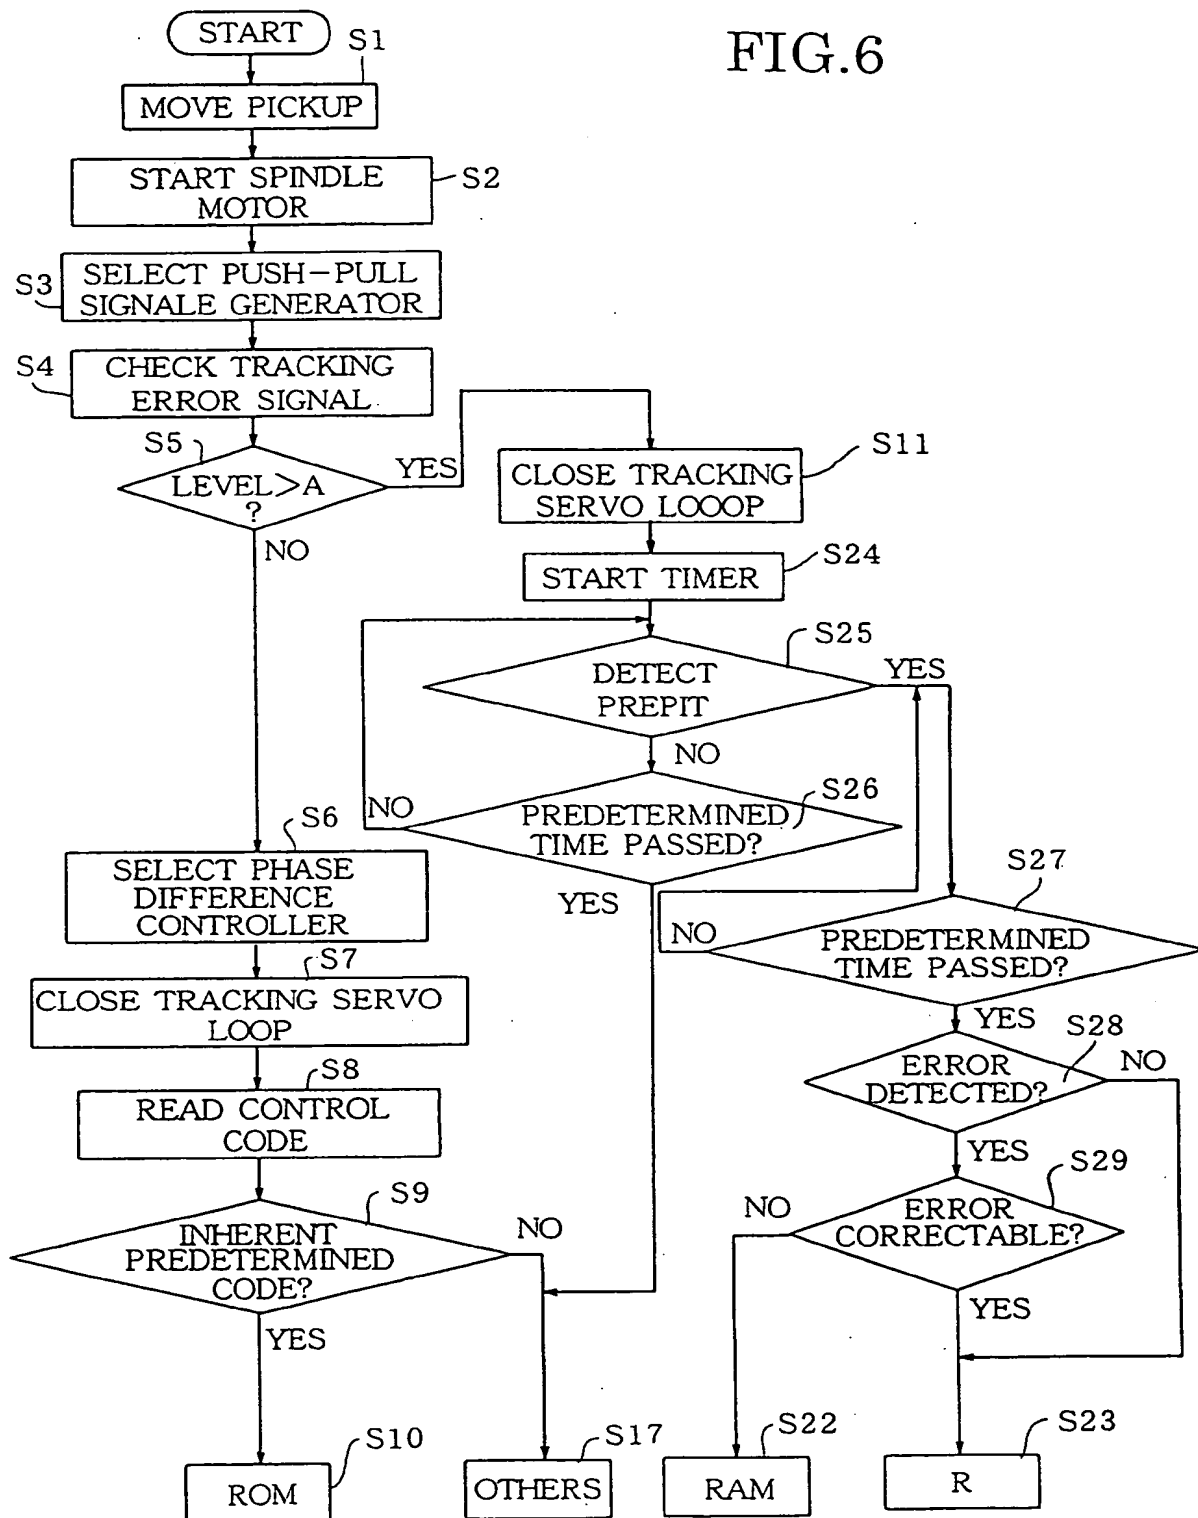 FIG.6
START
S1
MOVE PICKUP
START SPINDLE
MOTOR
S2
S3
SELECT PUSH-PULL
SIGNALE GENERATOR
S4
CHECK TRACKING
ERROR SIGNAL
S5
LEVEL>A
?
YES
NO
S11
CLOSE TRACKING
SERVO LOOOP
S24
START TIMER
S25
DETECT
PREPIT
YES
NO
S26
PREDETERMINED
TIME PASSED?
NO
YES
S6
SELECT PHASE
DIFFERENCE
CONTROLLER
S7
CLOSE TRACKING SERVO
LOOP
S8
READ CONTROL
CODE
S9
INHERENT
PREDETERMINED
CODE?
NO
YES
S27
PREDETERMINED
TIME PASSED?
NO
YES
S28
ERROR
DETECTED?
NO
YES
S29
ERROR
CORRECTABLE?
NO
YES
S10
ROM
S17
OTHERS
S22
RAM
S23
R